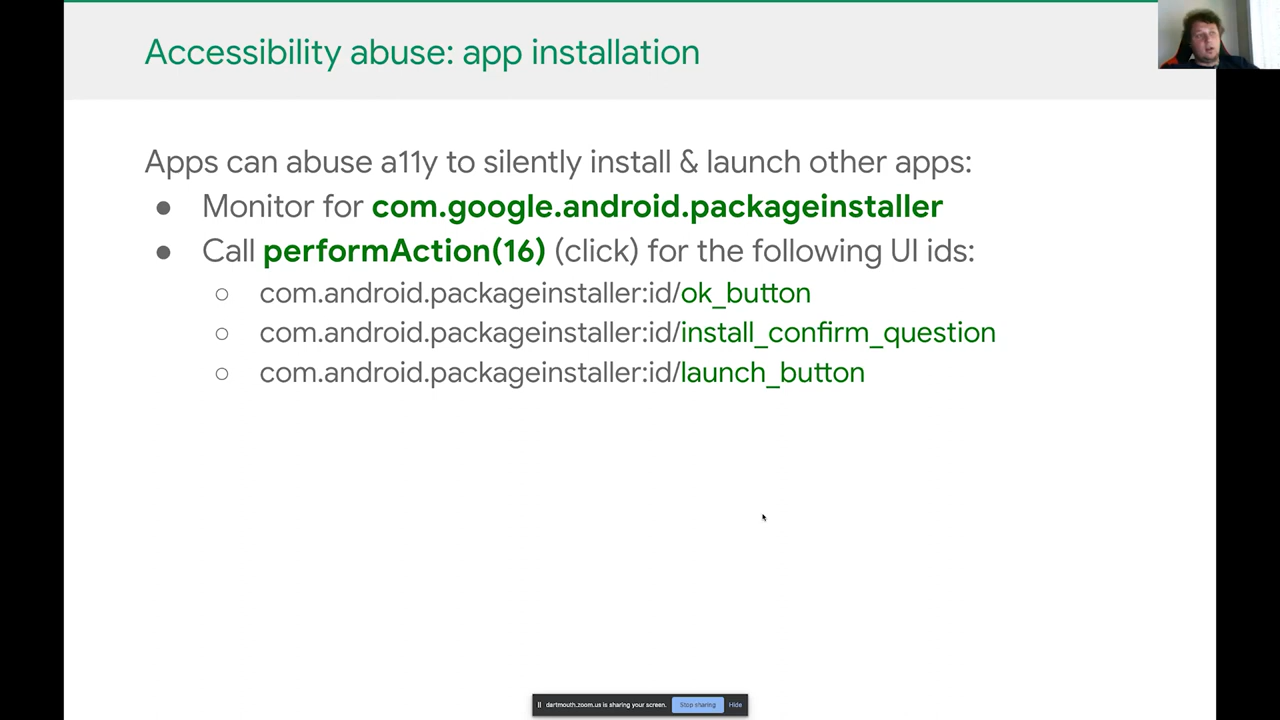 Accessibility abuse: app installation
Apps can abuse a11y to silently install & launch other apps:
● Monitor for com.google.android.packageinstaller
● Call performAction(16) (click) for the following UI ids:
○ com.android.packageinstaller:id/ok_button
○ com.android.packageinstaller:id/install_confirm_question
○ com.android.packageinstaller:id/launch_button
dartmouth.zoom.us is sharing your screen. Stop sharing Hide